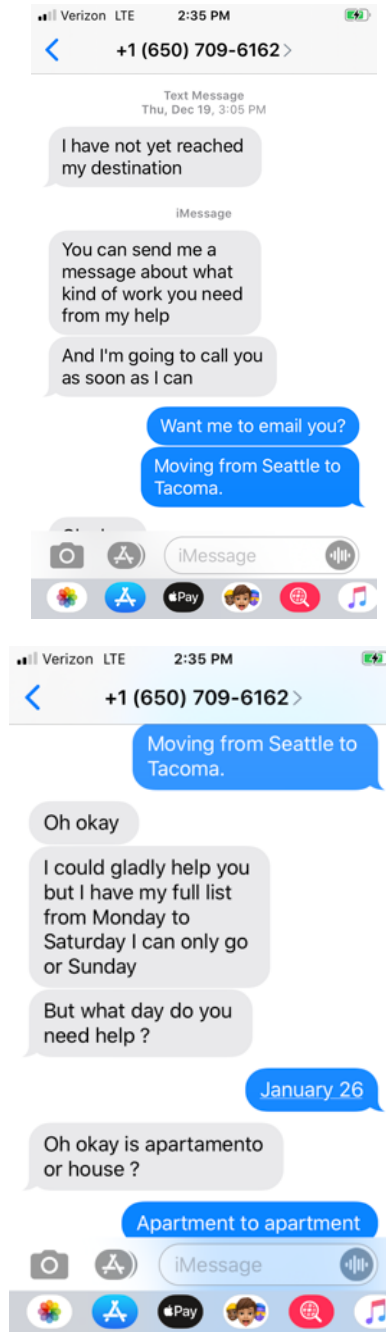 Verizon LTE 2:35 PM
+1 (650) 709-6162
Text Message
Thu, Dec 19, 3:05 PM
I have not yet reached
my destination
iMessage
You can send me a
message about what
kind of work you need
from my help
And I'm going to call you
as soon as I can
Want me to email you?
Moving from Seattle to
Tacoma.
iMessage
Pay
Verizon LTE 2:35 PM
+1 (650) 709-6162
Moving from Seattle to
Tacoma.
Oh okay
I could gladly help you
but I have my full list
from Monday to
Saturday I can only go
or Sunday
But what day do you
need help ?
January 26
Oh okay is apartamento
or house ?
Apartment to apartment
iMessage
Pay